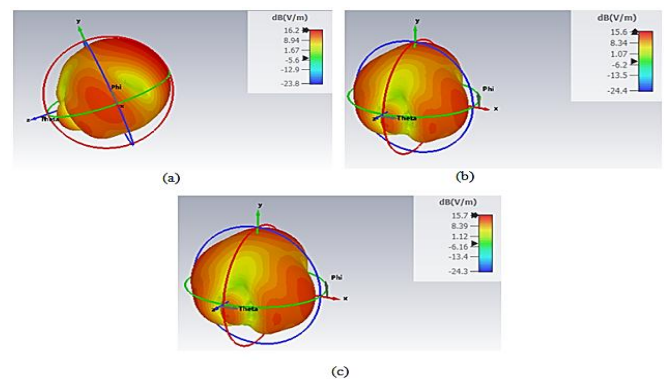 dB(V/m)
16.2
8.94
1.67
-5.6
-12.9
-23.8
y
Phi
z
Theta
(a)
dB(V/m)
15.6
8.34
1.07
-6.2
-13.5
-24.4
y
Phi
x
z
Theta
(b)
dB(V/m)
15.7
8.39
1.12
-6.16
-13.4
-24.3
y
Phi
x
z
Theta
(c)